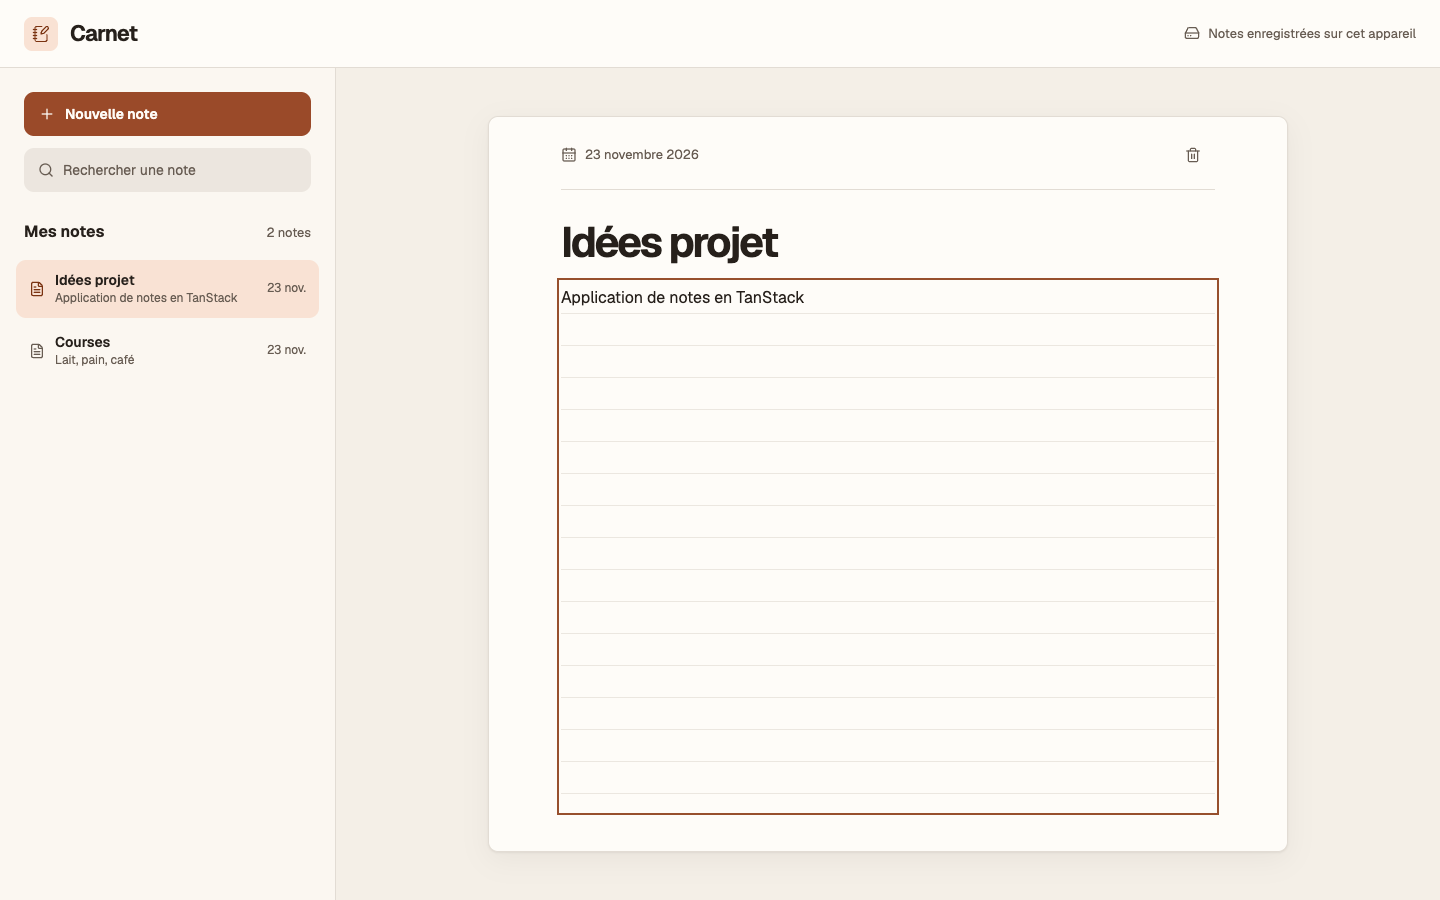 Carnet
Notes enregistrées sur cet appareil
Nouvelle note
Rechercher une note
Mes notes
2 notes
Idées projet
Application de notes en TanStack
23 nov.
Courses
Lait, pain, café
23 nov.
23 novembre 2026
Idées projet
Application de notes en TanStack